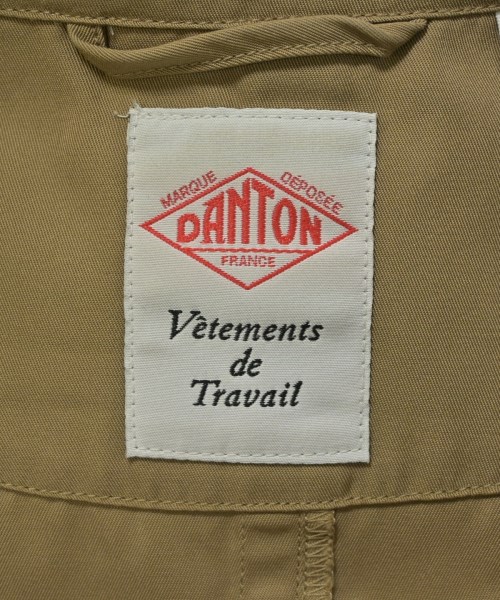 MARQUE DÉPOSÉE
DANTON
FRANCE
Vêtements
de
Travail